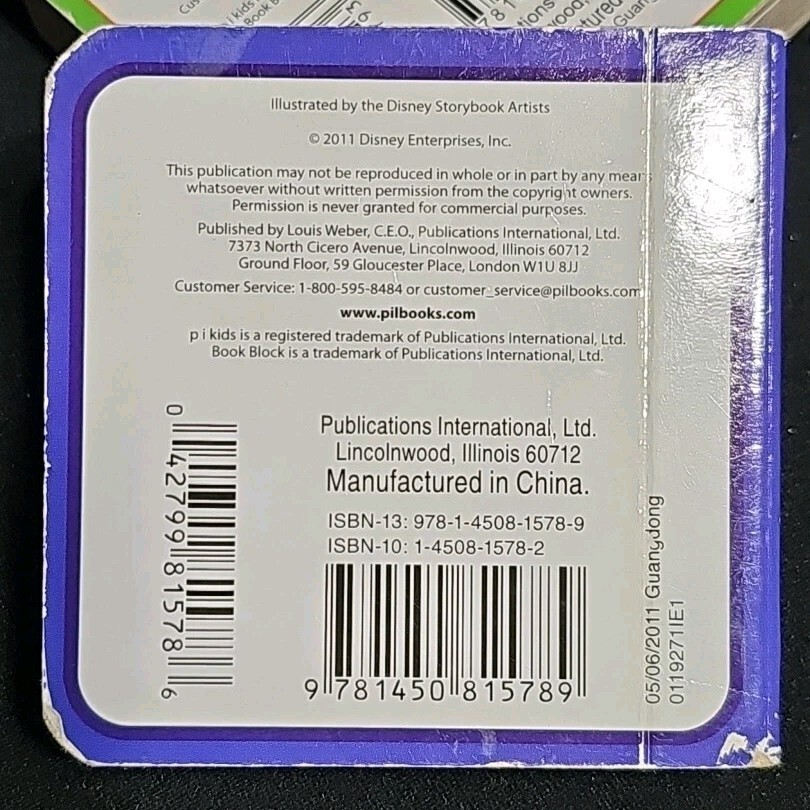 Illustrated by the Disney Storybook Artists
© 2011 Disney Enterprises, Inc.
This publication may not be reproduced in whole or in part by any means
whatsoever without written permission from the copyright owners.
Permission is never granted for commercial purposes.
Published by Louis Weber, C.E.O., Publications International, Ltd.
7373 North Cicero Avenue, Lincolnwood, Illinois 60712
Ground Floor, 59 Gloucester Place, London W1U 8JJ
Customer Service: 1-800-595-8484 or customer_service@pilbooks.com
www.pilbooks.com
p i kids is a registered trademark of Publications International, Ltd.
Book Block is a trademark of Publications International, Ltd.
Publications International, Ltd.
Lincolnwood, Illinois 60712
Manufactured in China.
ISBN-13: 978-1-4508-1578-9
ISBN-10: 1-4508-1578-2
9 781450 815789
0 42799 81578 6
05/06/2011 Guangdong
0119271IE1